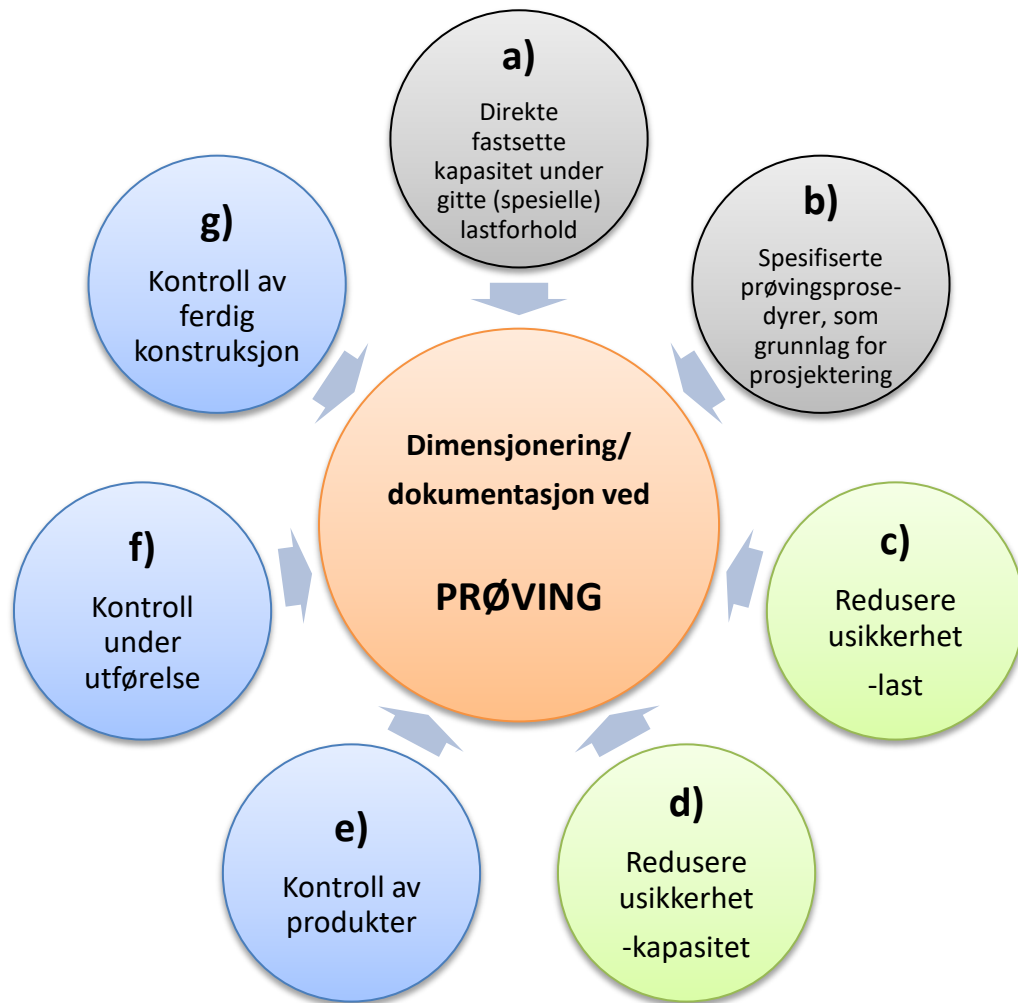 a)
Direkte
fastsette
kapasitet under
gitte (spesielle)
lastforhold
b)
Spesifiserte
prøvingsprose-
dyrer, som
grunnlag for
prosjektering
c)
Redusere
usikkerhet
-last
d)
Redusere
usikkerhet
-kapasitet
e)
Kontroll av
produkter
f)
Kontroll
under
utførelse
g)
Kontroll av
ferdig
konstruksjon
Dimensjonering/
dokumentasjon ved
PRØVING